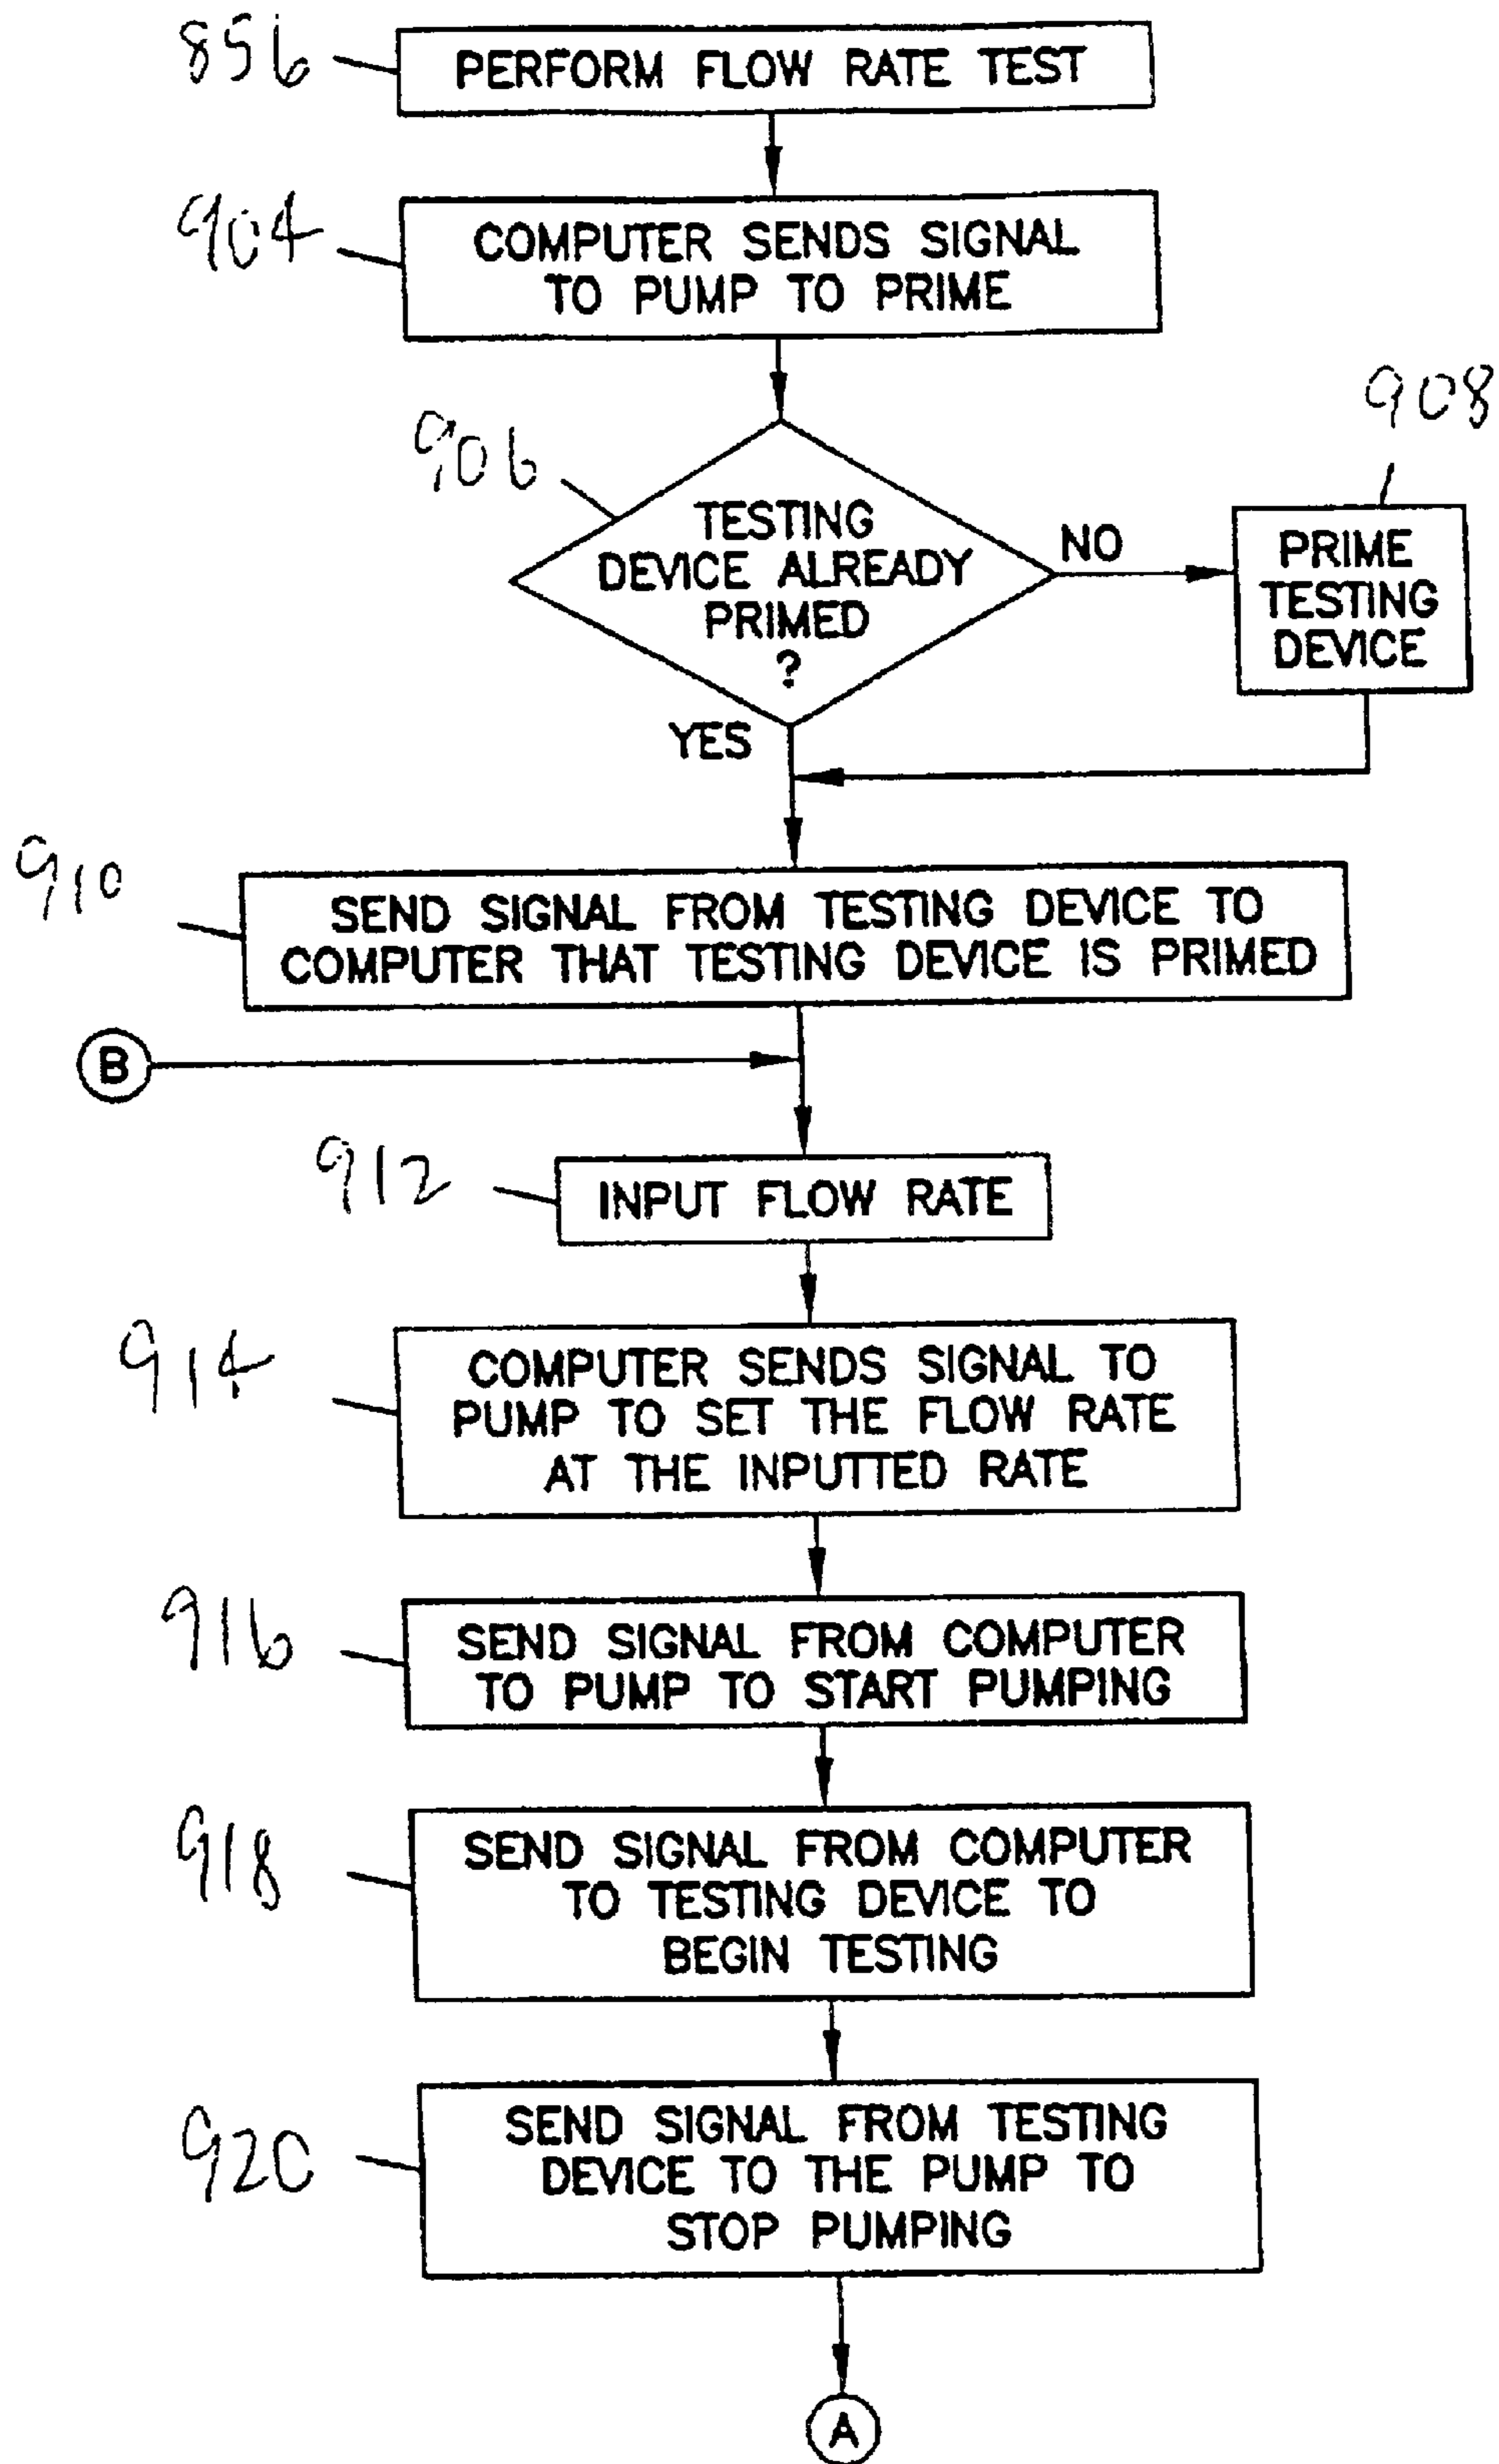 856
PERFORM FLOW RATE TEST
904
COMPUTER SENDS SIGNAL
TO PUMP TO PRIME
906
908
TESTING
DEVICE ALREADY
PRIMED
?
NO
PRIME
TESTING
DEVICE
YES
910
SEND SIGNAL FROM TESTING DEVICE TO
COMPUTER THAT TESTING DEVICE IS PRIMED
B
912
INPUT FLOW RATE
914
COMPUTER SENDS SIGNAL TO
PUMP TO SET THE FLOW RATE
AT THE INPUTTED RATE
916
SEND SIGNAL FROM COMPUTER
TO PUMP TO START PUMPING
918
SEND SIGNAL FROM COMPUTER
TO TESTING DEVICE TO
BEGIN TESTING
920
SEND SIGNAL FROM TESTING
DEVICE TO THE PUMP TO
STOP PUMPING
A